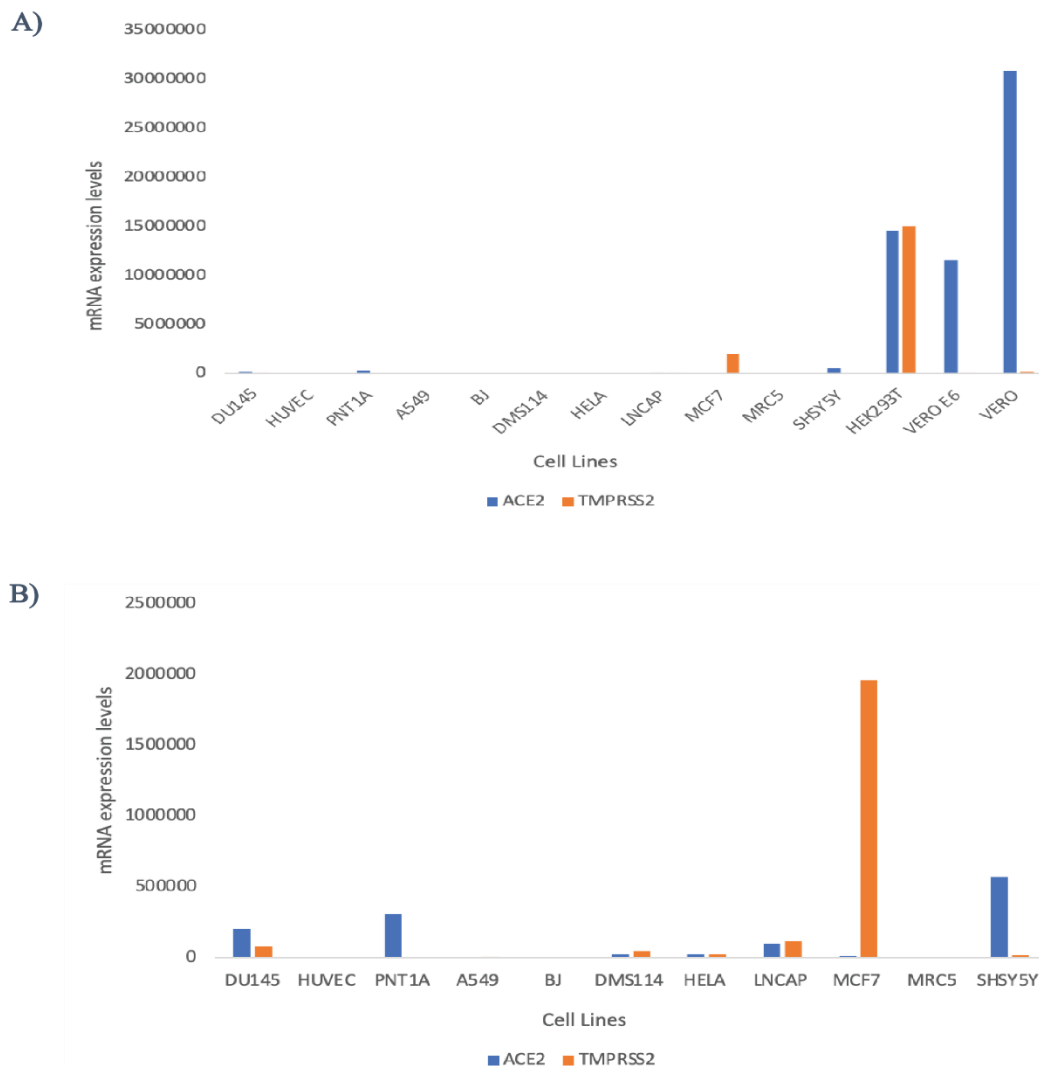 A)
35000000
30000000
25000000
20000000
15000000
10000000
5000000
0
mRNA expression levels
DU145 HUVEC PNT1A A549 BJ DMS114 HELA LNCAP MCF7 MRC5 SHSY5Y HEK293T VERO E6 VERO
Cell Lines
ACE2 TMPRSS2
B)
2500000
2000000
1500000
1000000
500000
0
mRNA expression levels
DU145 HUVEC PNT1A A549 BJ DMS114 HELA LNCAP MCF7 MRC5 SHSY5Y
Cell Lines
ACE2 TMPRSS2